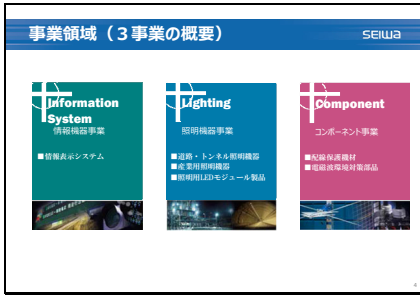 事業領域（３事業の概要）
SEIWA
Information
System
情報機器事業
■情報表示システム
Lighting
照明機器事業
■道路・トンネル照明機器
■産業用照明機器
■照明用LEDモジュール製品
Component
コンポーネント事業
■配線保護機材
■電磁波環境対策部品